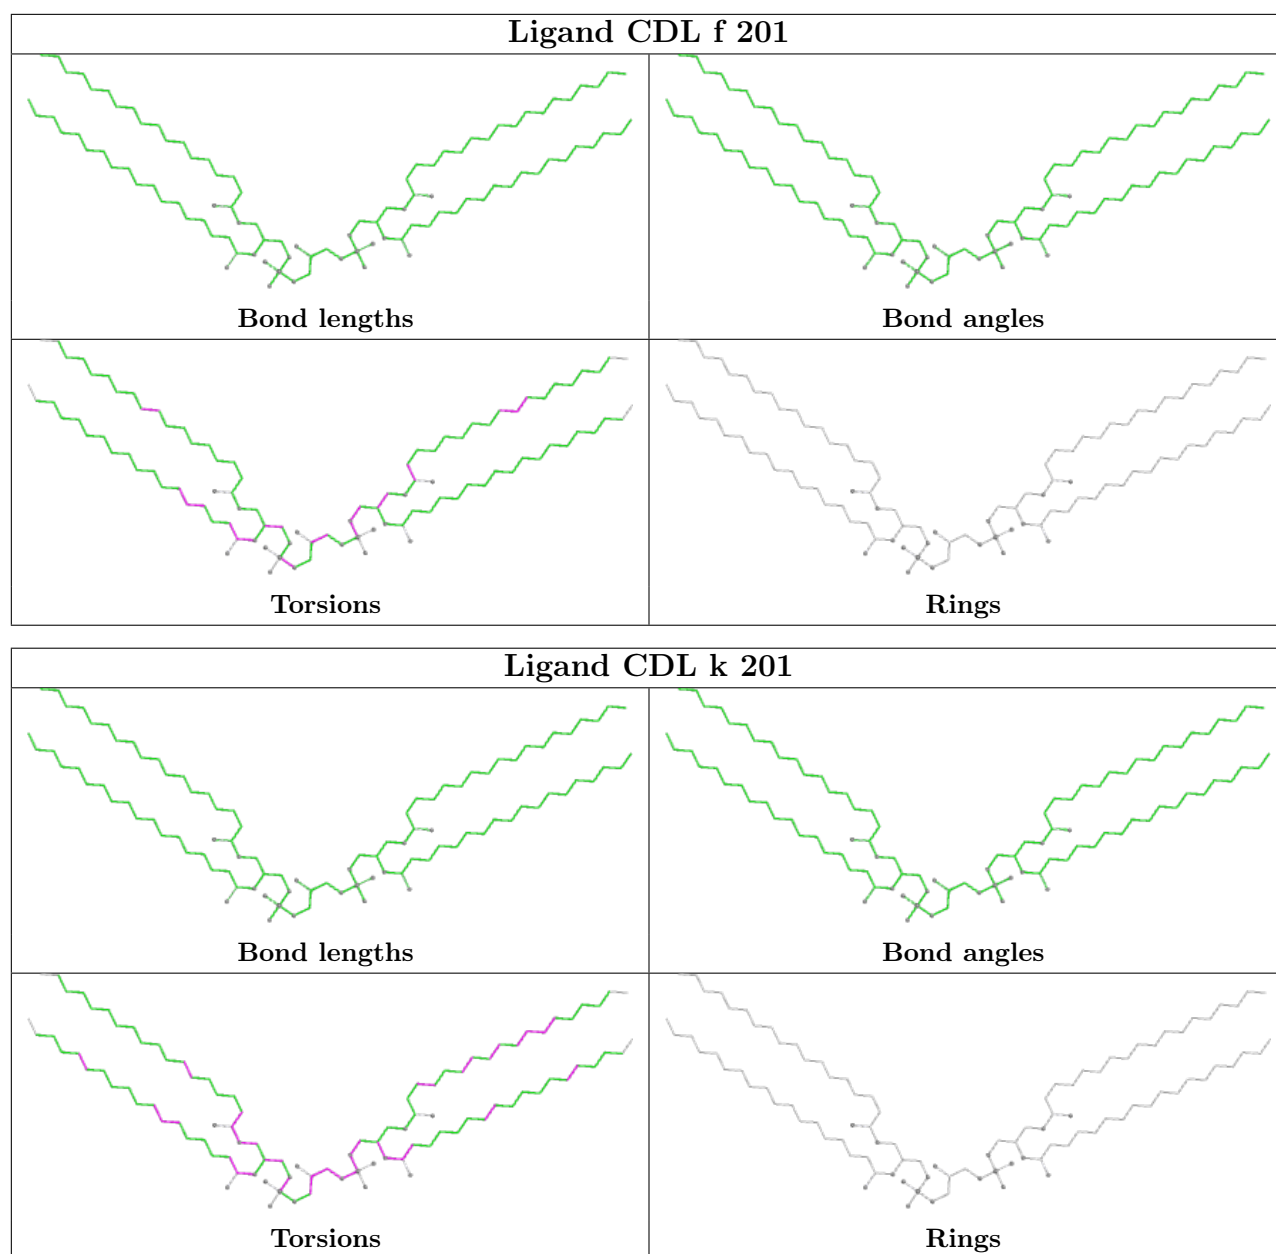 Ligand CDL f 201
Bond lengths
Bond angles
Torsions
Rings
Ligand CDL k 201
Bond lengths
Bond angles
Torsions
Rings